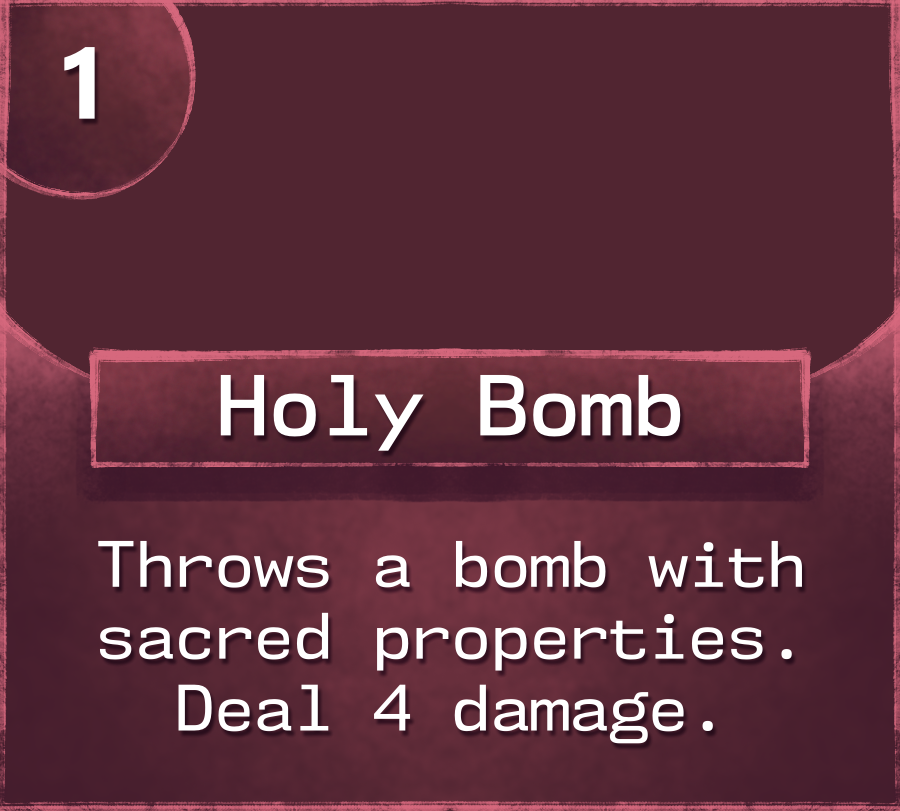 1
Holy Bomb
Throws a bomb with
sacred properties.
Deal 4 damage.